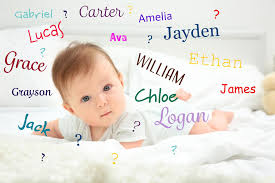 Gabriel Carter ? Amelia ?
Lucas ? Ava Jayden
? Grace WILLIAM Ethan
Grayson Chloe ? James
Jack ? Logan
? ? ? ?